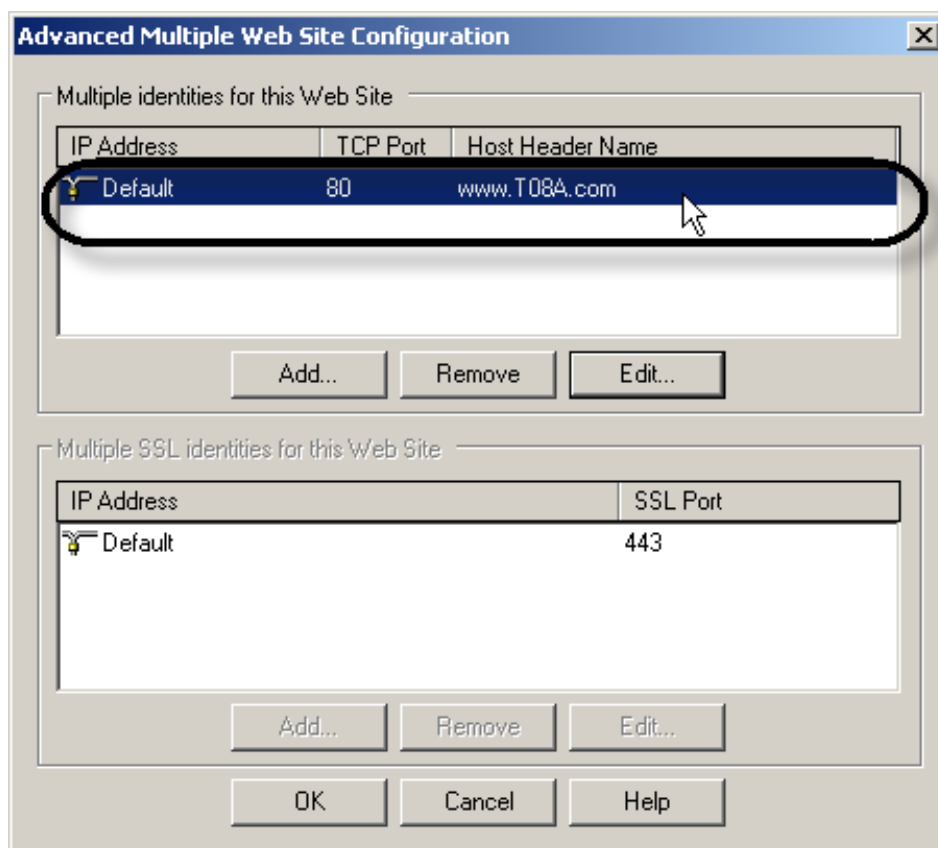 Advanced Multiple Web Site Configuration
Multiple identities for this Web Site
IP Address TCP Port Host Header Name
Default 80 www.T08A.com
Add... Remove Edit...
Multiple SSL identities for this Web Site
IP Address SSL Port
Default 443
Add... Remove Edit...
OK Cancel Help